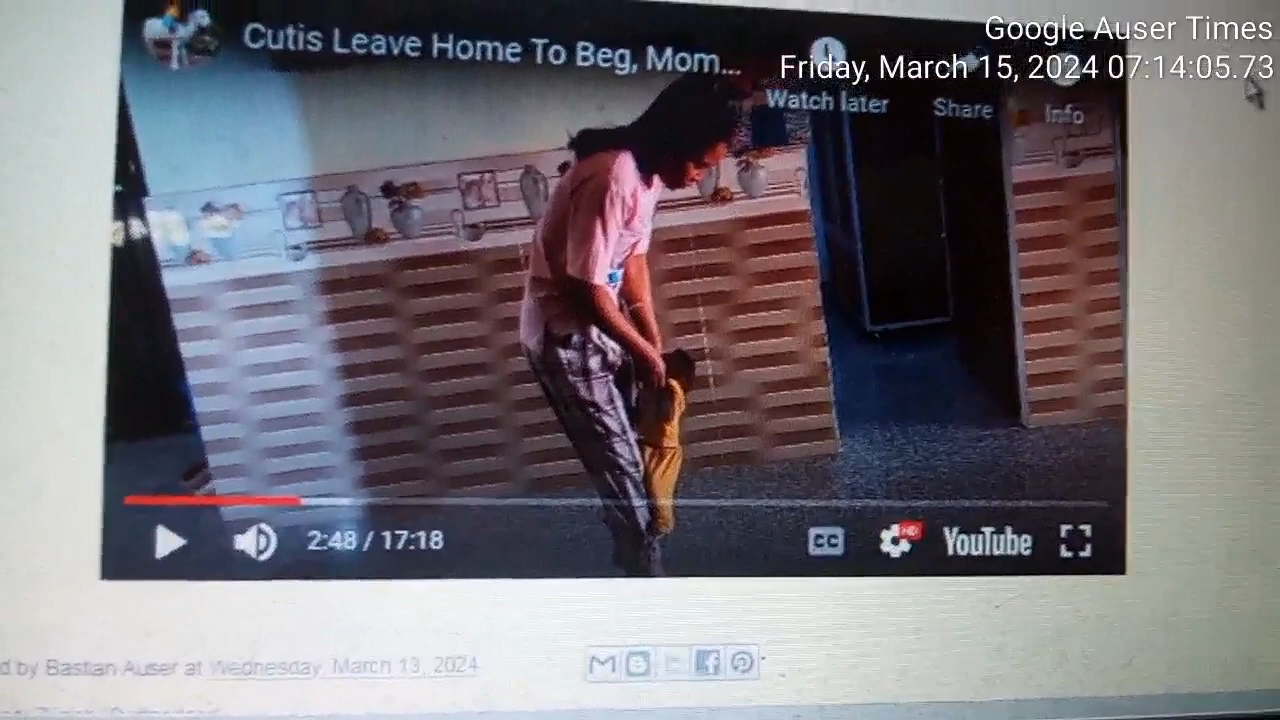 Google Auser Times
Friday, March 15, 2024 07:14:05.73
Cutis Leave Home To Beg, Mom...
Watch later
Share
Info
2:48 / 17:18
CC
HD
YouTube
d by Bastian Auser at Wednesday, March 13, 2024